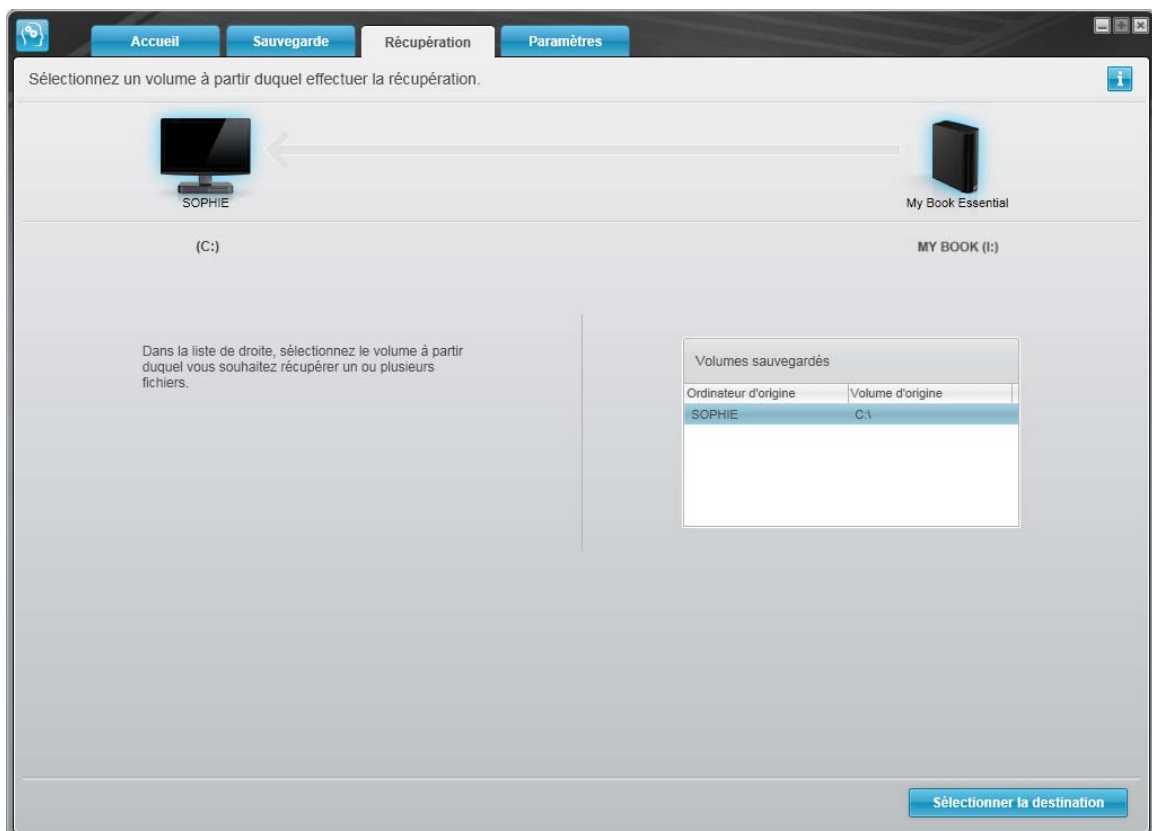 Accueil
Sauvegarde
Récupération
Paramètres
Sélectionnez un volume à partir duquel effectuer la récupération.
i
SOPHIE
My Book Essential
(C:)
MY BOOK (I:)
Dans la liste de droite, sélectionnez le volume à partir
duquel vous souhaitez récupérer un ou plusieurs
fichiers.
Volumes sauvegardés
Ordinateur d'origine Volume d'origine
SOPHIE C:\
Sélectionner la destination